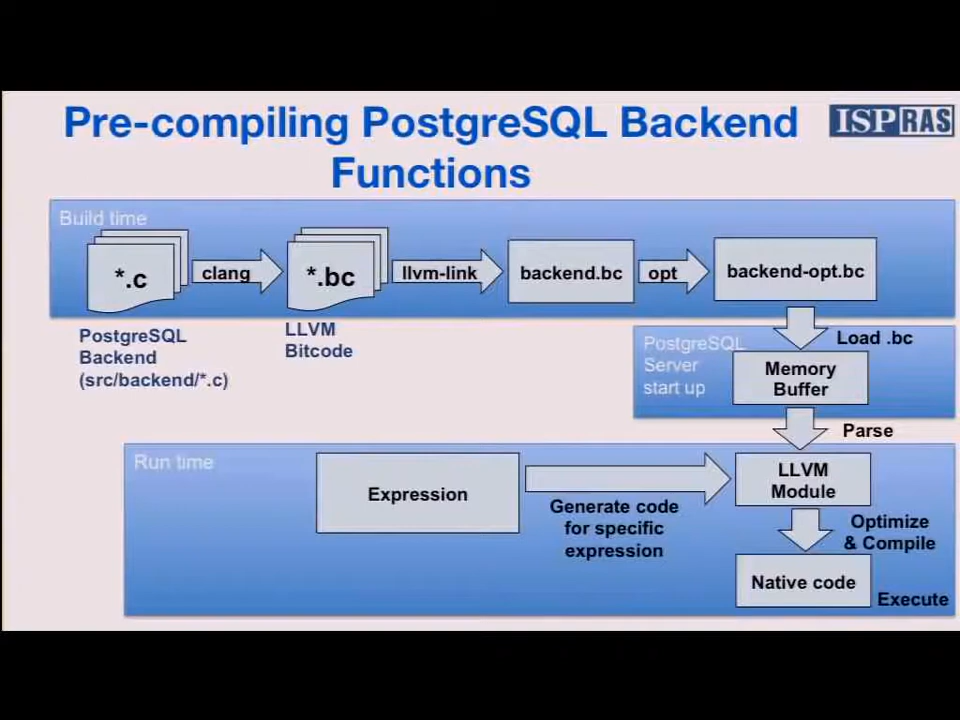 Pre-compiling PostgreSQL Backend
Functions
ISPRAS
Build time
*.c
clang
*.bc
llvm-link
backend.bc
opt
backend-opt.bc
PostgreSQL
Backend
(src/backend/*.c)
LLVM
Bitcode
Load .bc
PostgreSQL
Server
start up
Memory
Buffer
Parse
Run time
Expression
Generate code
for specific
expression
LLVM
Module
Optimize
& Compile
Native code
Execute